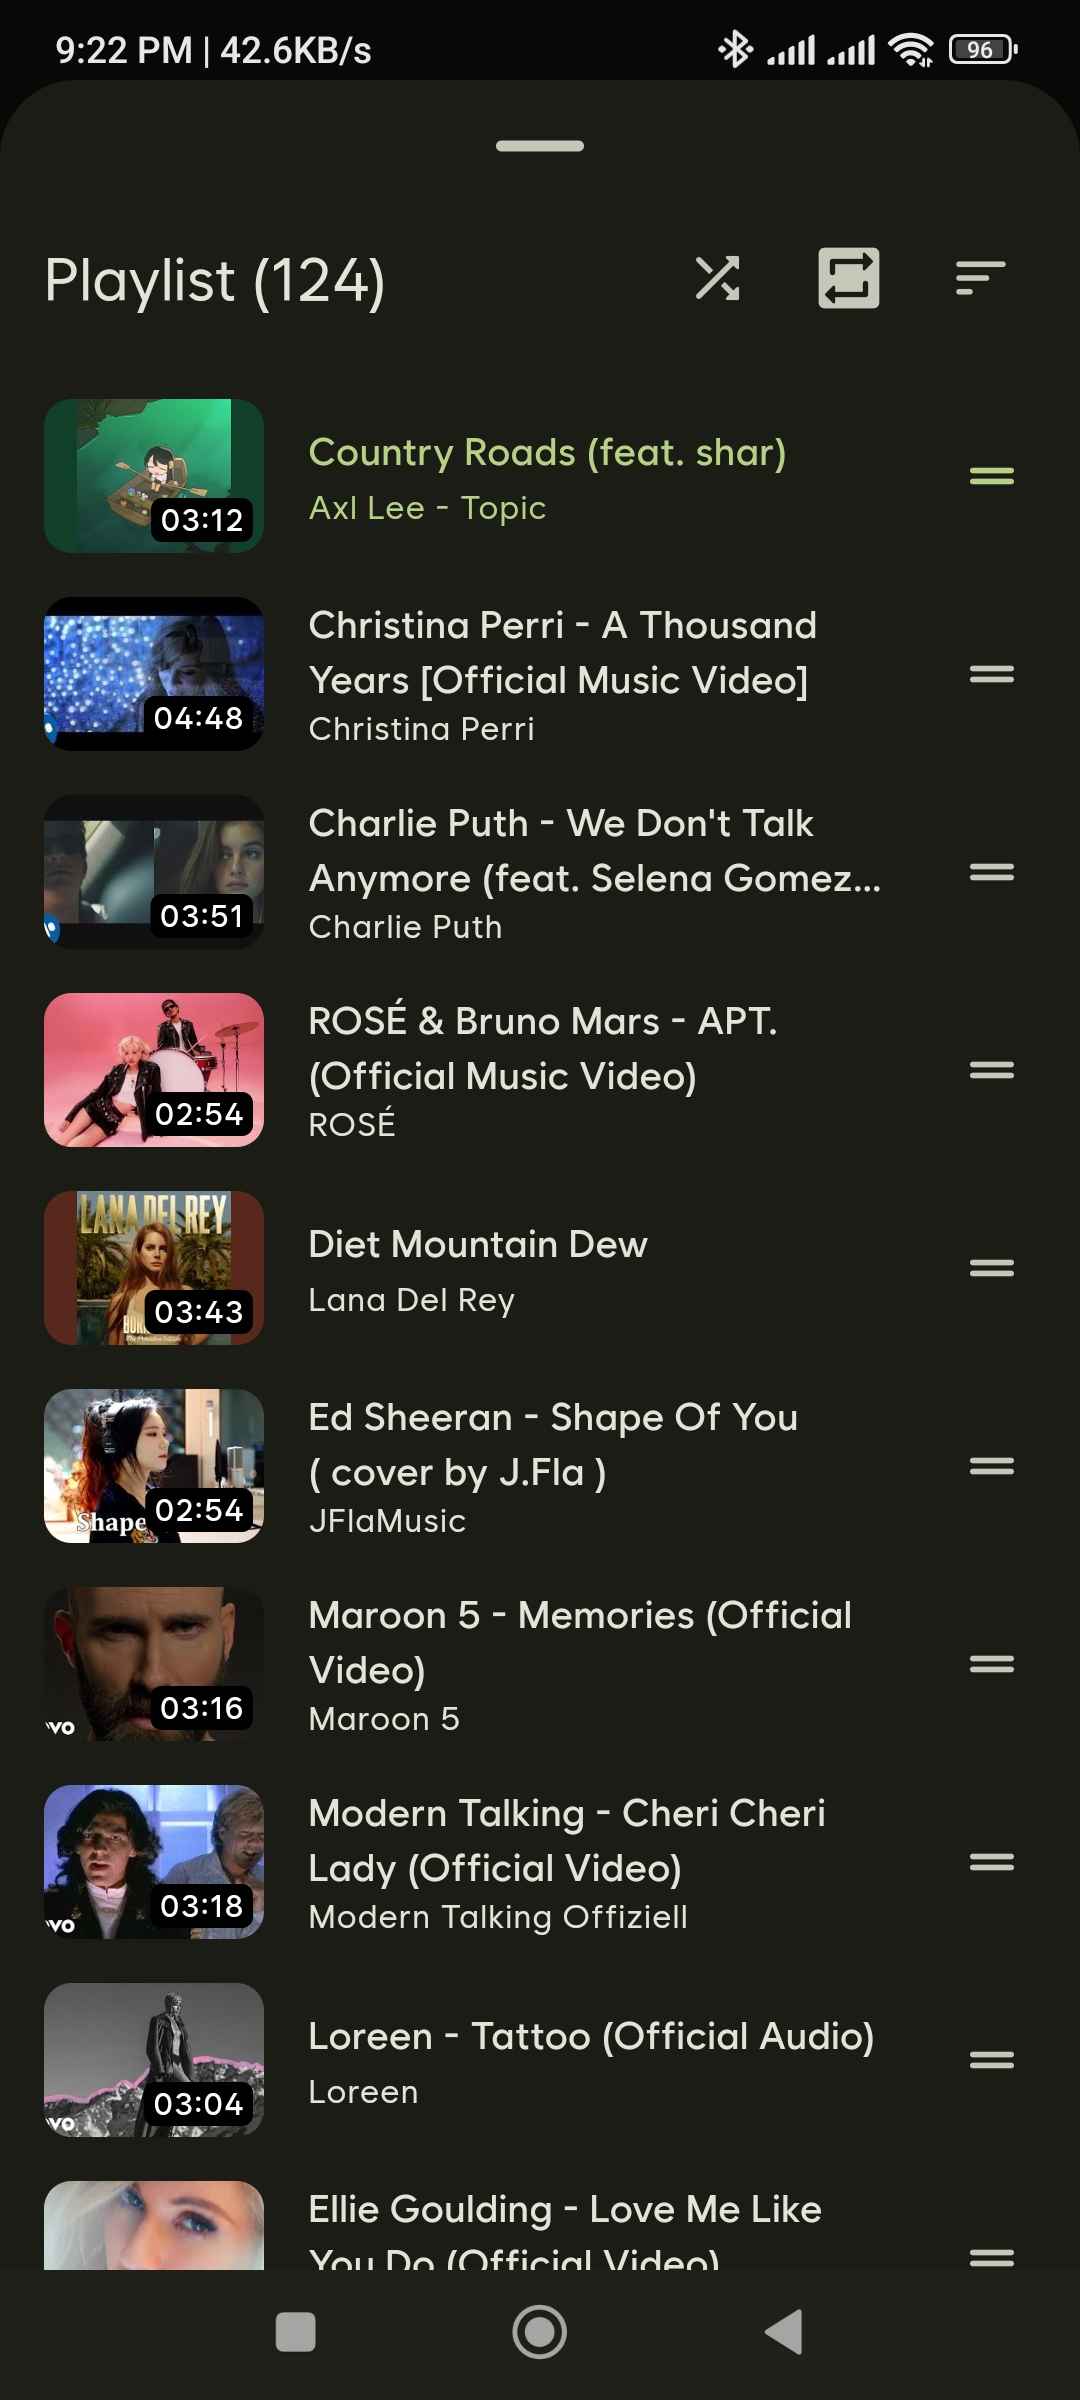 9:22 PM | 42.6KB/s
96
Playlist (124)
Country Roads (feat. shar)
Axl Lee - Topic
03:12
Christina Perri - A Thousand
Years [Official Music Video]
Christina Perri
04:48
Charlie Puth - We Don't Talk
Anymore (feat. Selena Gomez...
Charlie Puth
03:51
ROSÉ & Bruno Mars - APT.
(Official Music Video)
ROSÉ
02:54
LANA DEL REY
Diet Mountain Dew
Lana Del Rey
03:43
Ed Sheeran - Shape Of You
( cover by J.Fla )
JFlaMusic
Shape
02:54
Maroon 5 - Memories (Official
Video)
Maroon 5
03:16
Modern Talking - Cheri Cheri
Lady (Official Video)
Modern Talking Offiziell
03:18
Loreen - Tattoo (Official Audio)
Loreen
03:04
Ellie Goulding - Love Me Like
You Do (Official Video)